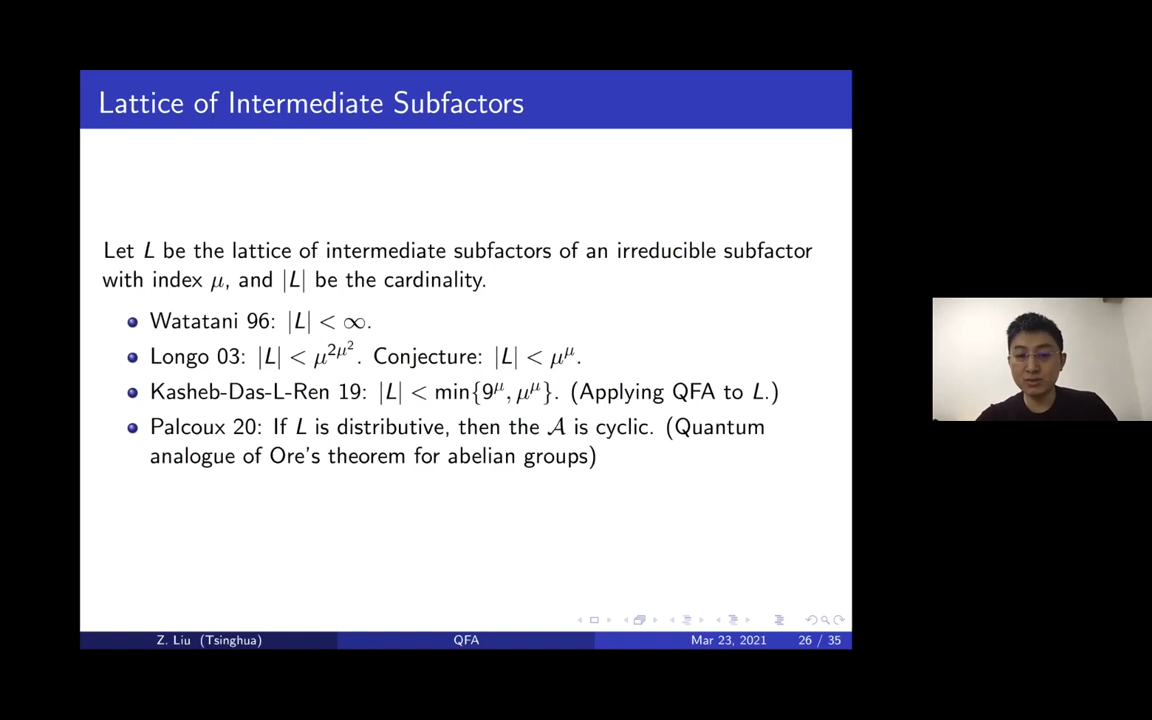 Lattice of Intermediate Subfactors
Let L be the lattice of intermediate subfactors of an irreducible subfactor
with index μ, and |L| be the cardinality.
Watatani 96: |L| < ∞.
Longo 03: |L| < μ^{2μ^2}. Conjecture: |L| < μ^μ.
Kasheb-Das-L-Ren 19: |L| < min{9^μ, μ^μ}. (Applying QFA to L.)
Palcoux 20: If L is distributive, then the 𝒜 is cyclic. (Quantum
analogue of Ore's theorem for abelian groups)
Z. Liu (Tsinghua) QFA Mar 23, 2021 26 / 35